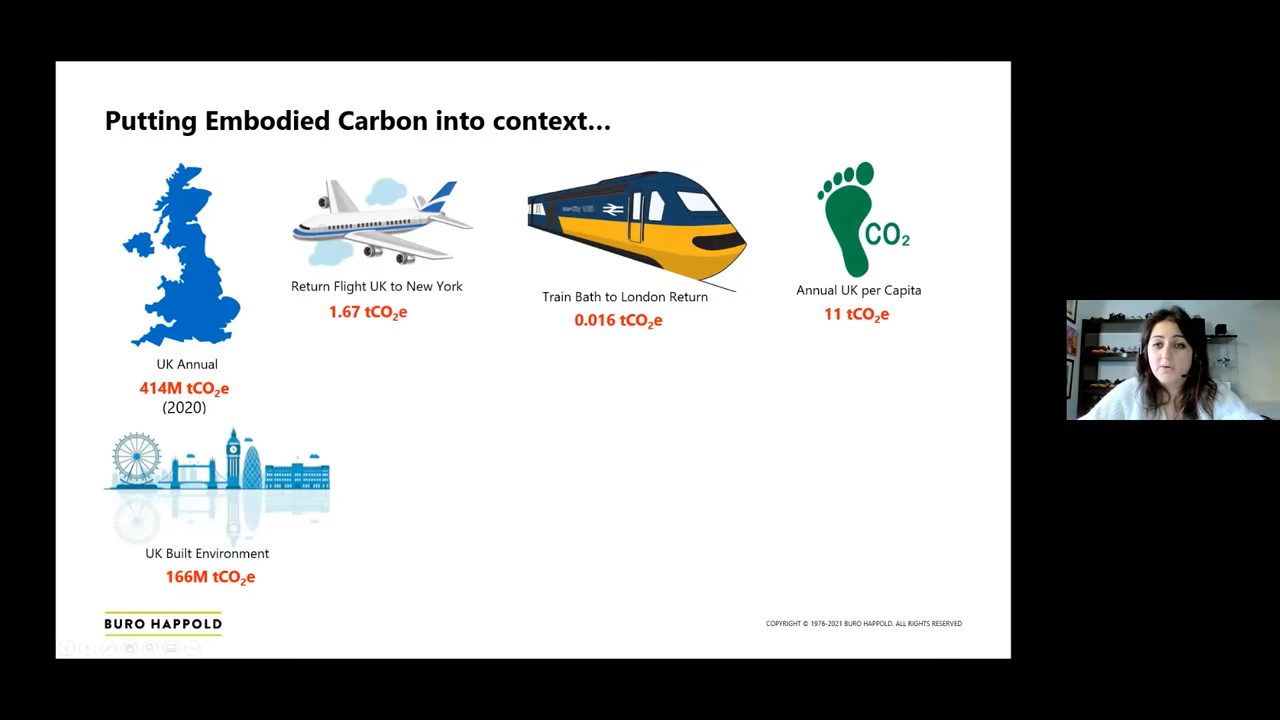 Putting Embodied Carbon into context...
Return Flight UK to New York
1.67 tCO₂e
Train Bath to London Return
0.016 tCO₂e
CO₂
Annual UK per Capita
11 tCO₂e
UK Annual
414M tCO₂e
(2020)
UK Built Environment
166M tCO₂e
BURO HAPPOLD
COPYRIGHT © 1976-2021 BURO HAPPOLD. ALL RIGHTS RESERVED